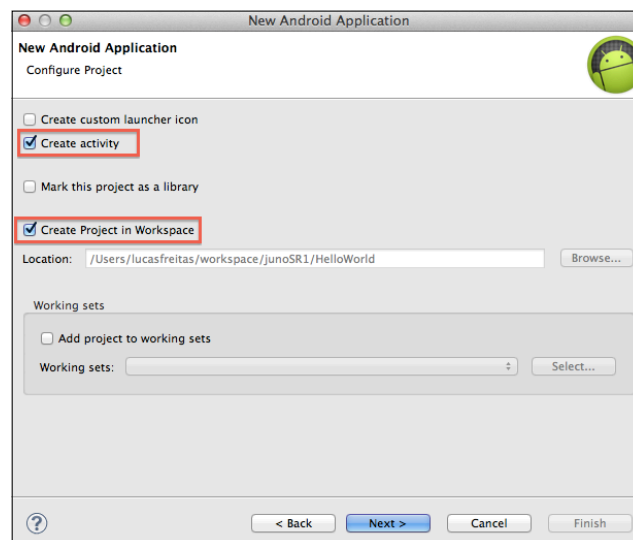 New Android Application
New Android Application
Configure Project
Create custom launcher icon
Create activity
Mark this project as a library
Create Project in Workspace
Location: /Users/lucasfreitas/workspace/junoSR1/HelloWorld Browse...
Working sets
Add project to working sets
Working sets: Select...
? < Back Next > Cancel Finish